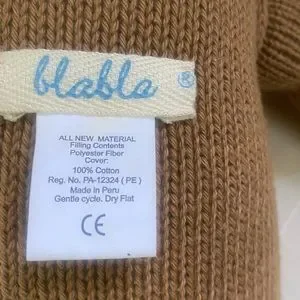 blabla ®
ALL NEW MATERIAL
Filling Contents
Polyester Fiber
Cover:
100% Cotton
Reg. No. PA-12324 ( PE )
Made in Peru
Gentle cycle. Dry Flat
CE